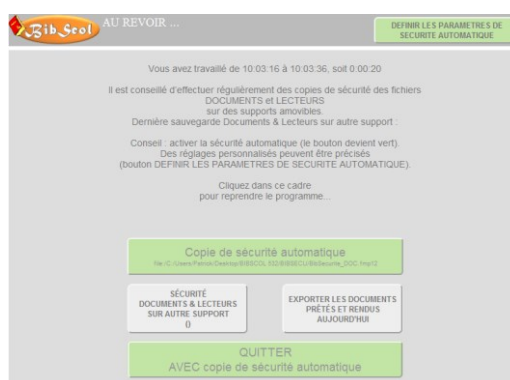 BibScol
AU REVOIR ...
DEFINIR LES PARAMETRES DE
SECURITE AUTOMATIQUE
Vous avez travaillé de 10:03:16 à 10:03:36, soit 0:00:20
Il est conseillé d'effectuer régulièrement des copies de sécurité des fichiers
DOCUMENTS et LECTEURS
sur des supports amovibles.
Dernière sauvegarde Documents & Lecteurs sur autre support :
Conseil : activer la sécurité automatique (le bouton devient vert).
Des réglages personnalisés peuvent être précisés
(bouton DEFINIR LES PARAMETRES DE SECURITE AUTOMATIQUE).
Cliquez dans ce cadre
pour reprendre le programme...
Copie de sécurité automatique
SÉCURITÉ
DOCUMENTS & LECTEURS
SUR AUTRE SUPPORT
()
EXPORTER LES DOCUMENTS
PRÊTÉS ET RENDUS
AUJOURD'HUI
QUITTER
AVEC copie de sécurité automatique